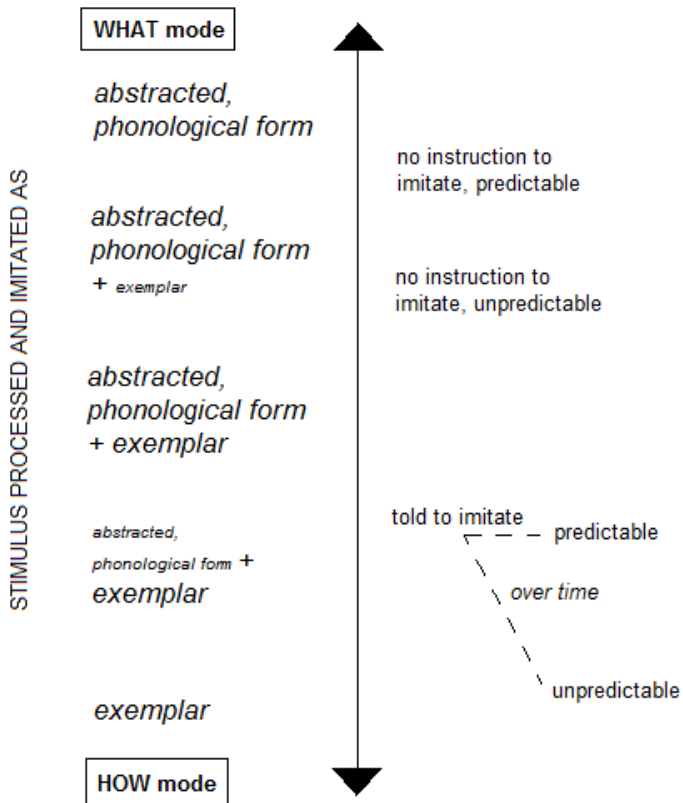 WHAT mode
abstracted,
phonological form
abstracted,
phonological form
+ exemplar
abstracted,
phonological form
+ exemplar
abstracted,
phonological form +
exemplar
exemplar
HOW mode
STIMULUS PROCESSED AND IMITATED AS
no instruction to
imitate, predictable
no instruction to
imitate, unpredictable
told to imitate
predictable
over time
unpredictable